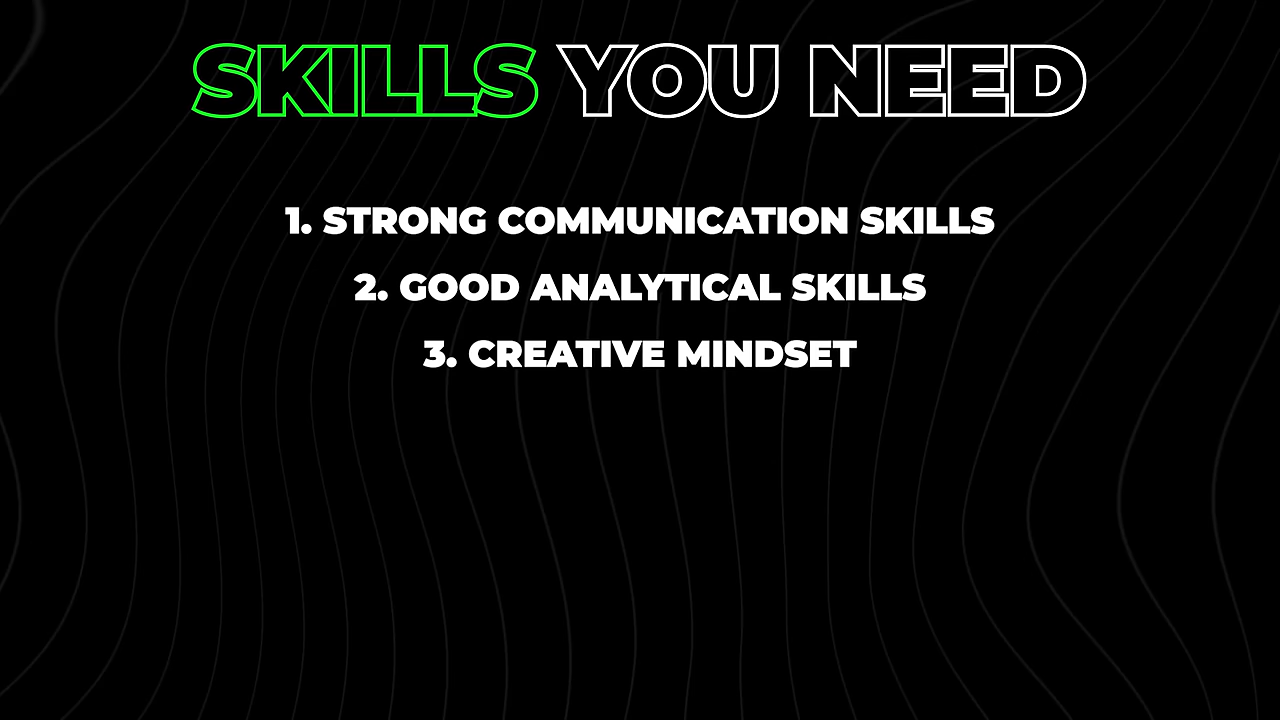 SKILLS YOU NEED
1. STRONG COMMUNICATION SKILLS
2. GOOD ANALYTICAL SKILLS
3. CREATIVE MINDSET